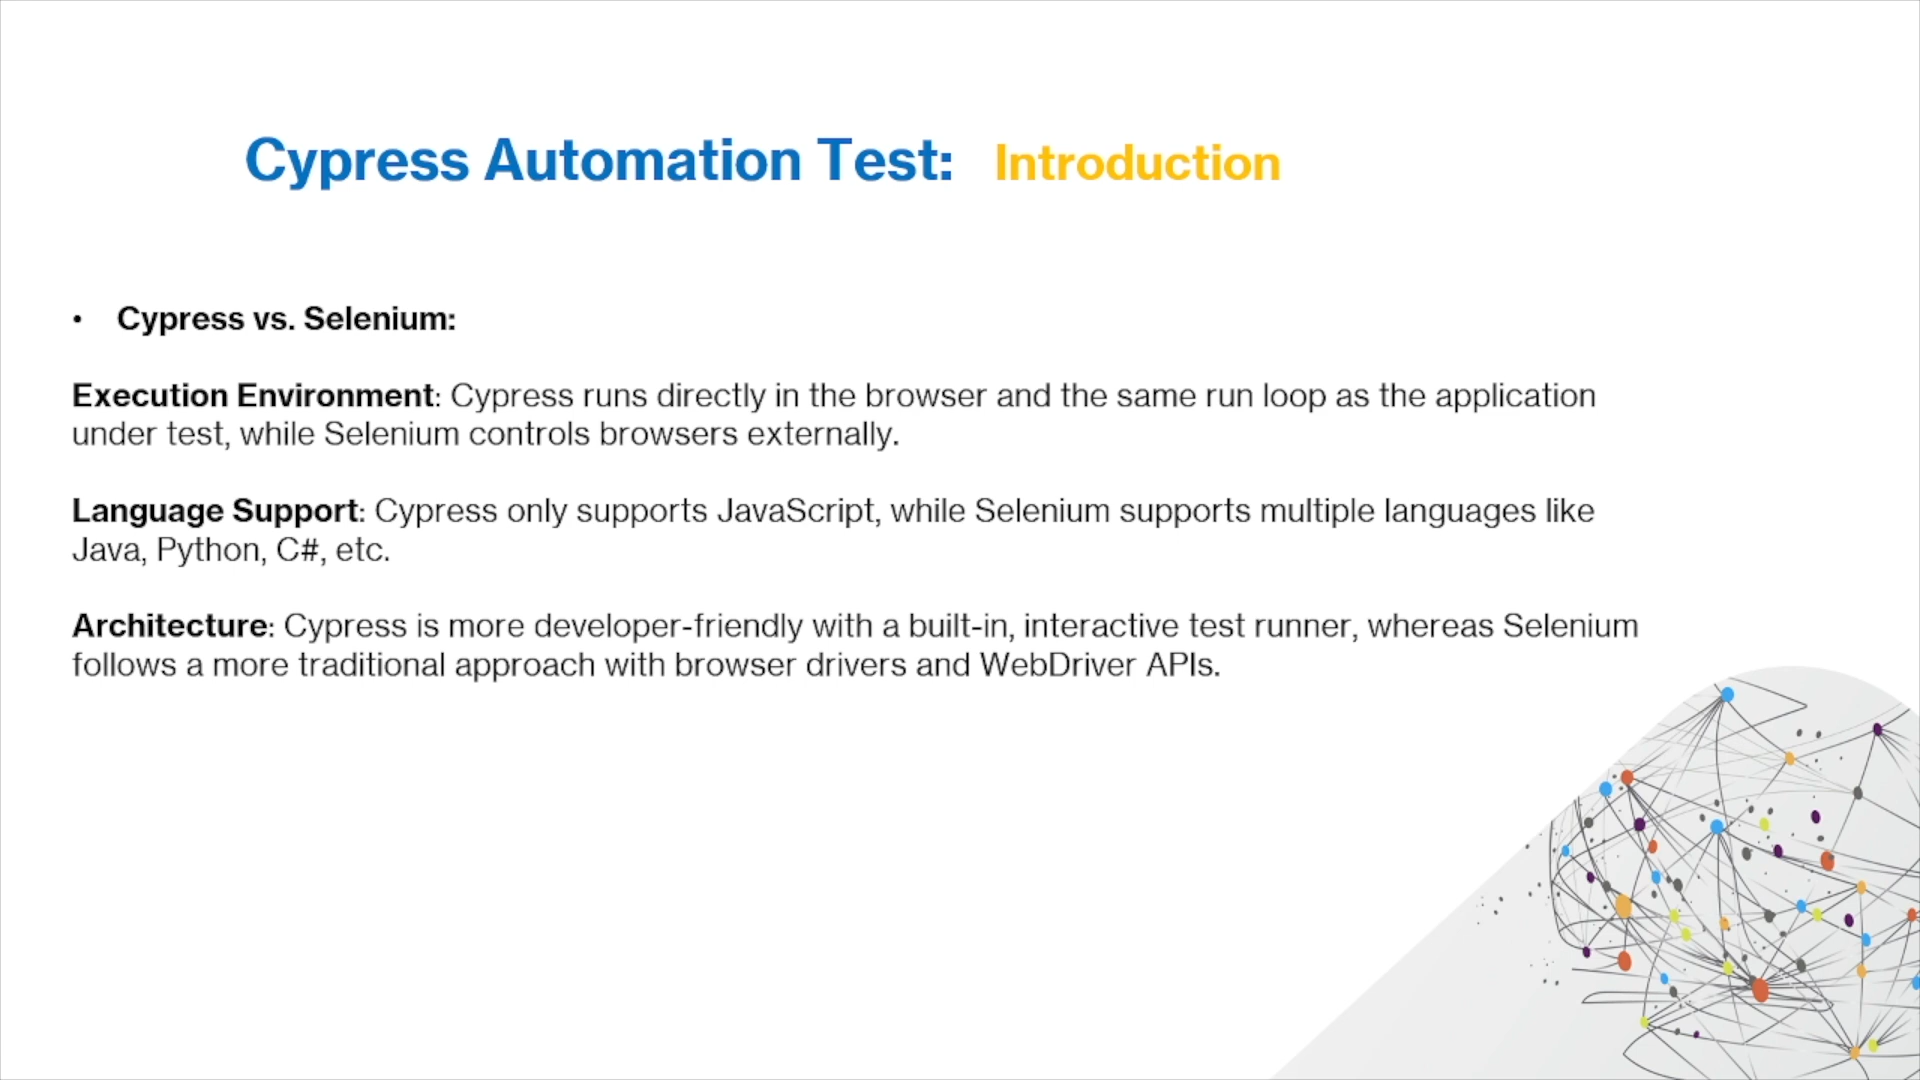 Cypress Automation Test: Introduction
• Cypress vs. Selenium:
Execution Environment: Cypress runs directly in the browser and the same run loop as the application
under test, while Selenium controls browsers externally.
Language Support: Cypress only supports JavaScript, while Selenium supports multiple languages like
Java, Python, C#, etc.
Architecture: Cypress is more developer-friendly with a built-in, interactive test runner, whereas Selenium
follows a more traditional approach with browser drivers and WebDriver APIs.